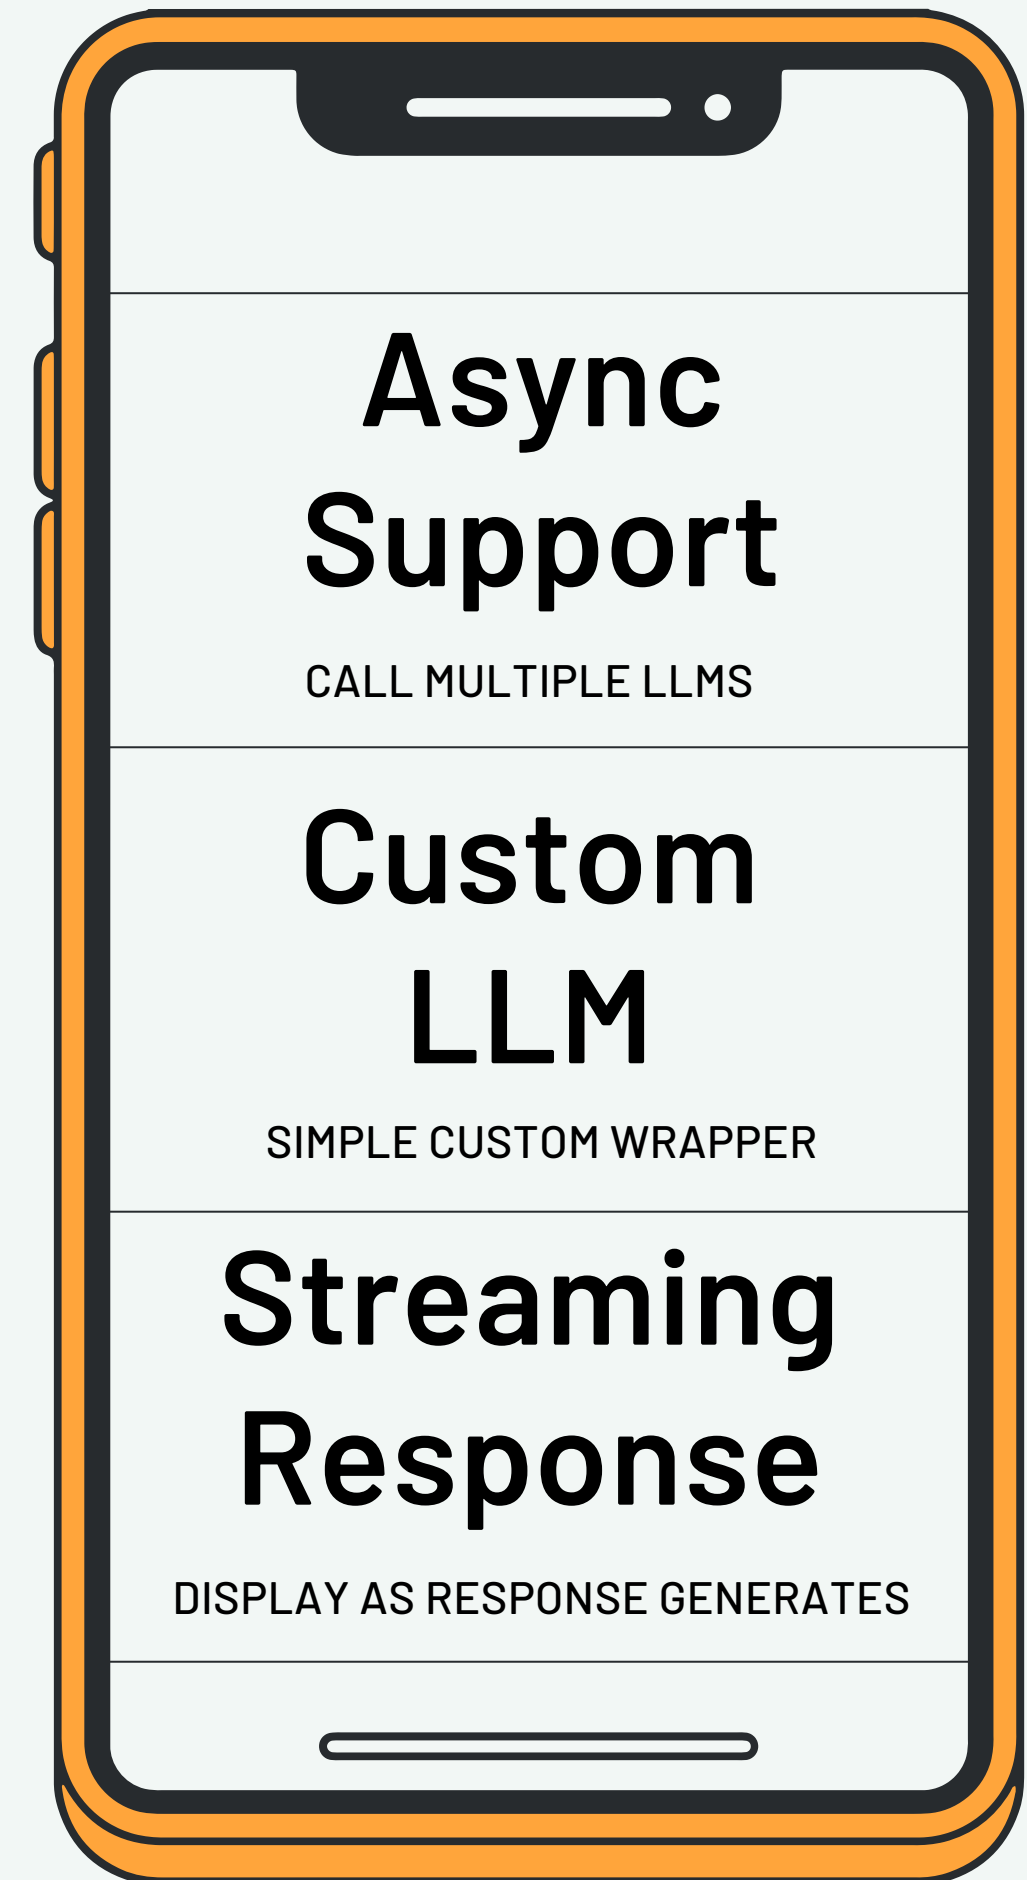 Async
Support
CALL MULTIPLE LLMS
Custom
LLM
SIMPLE CUSTOM WRAPPER
Streaming
Response
DISPLAY AS RESPONSE GENERATES